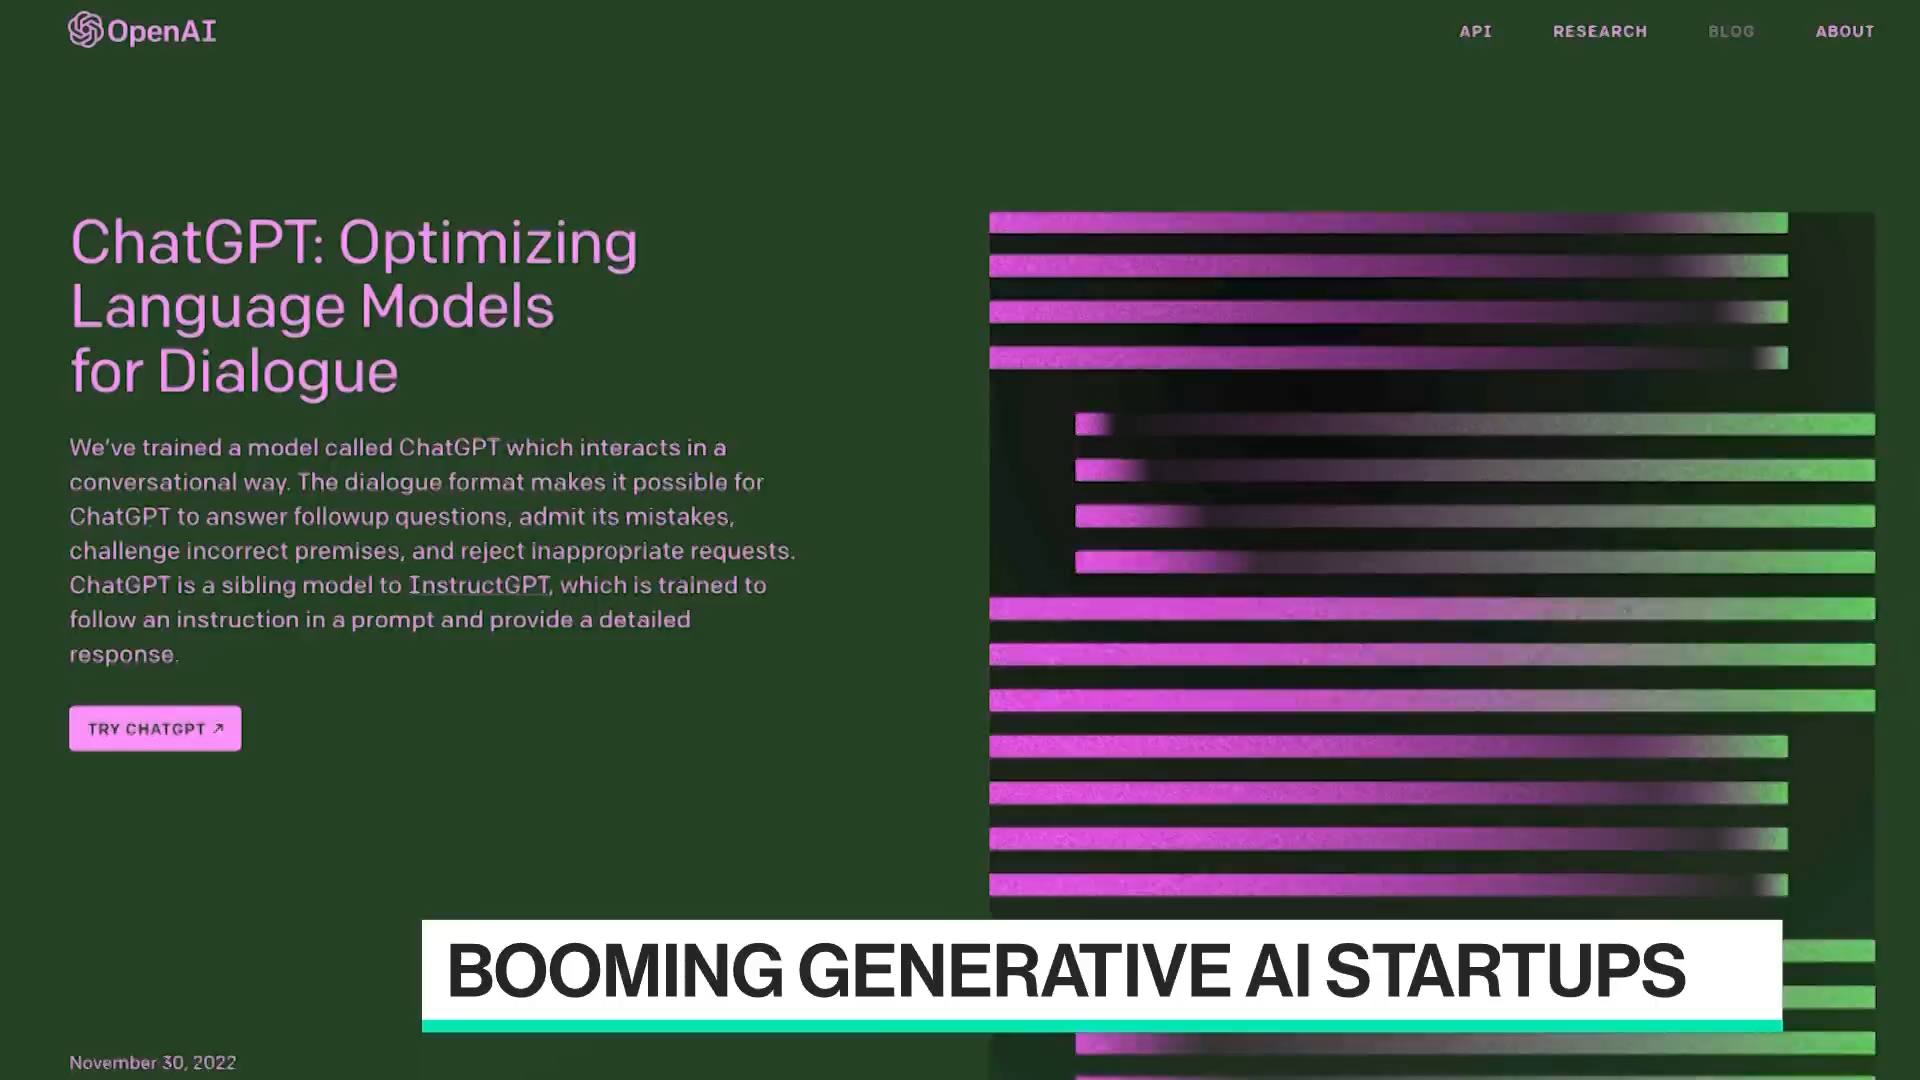 OpenAI
API RESEARCH BLOG ABOUT
ChatGPT: Optimizing
Language Models
for Dialogue
We've trained a model called ChatGPT which interacts in a
conversational way. The dialogue format makes it possible for
ChatGPT to answer followup questions, admit its mistakes,
challenge incorrect premises, and reject inappropriate requests.
ChatGPT is a sibling model to InstructGPT, which is trained to
follow an instruction in a prompt and provide a detailed
response.
TRY CHATGPT ↗
BOOMING GENERATIVE AI STARTUPS
November 30, 2022